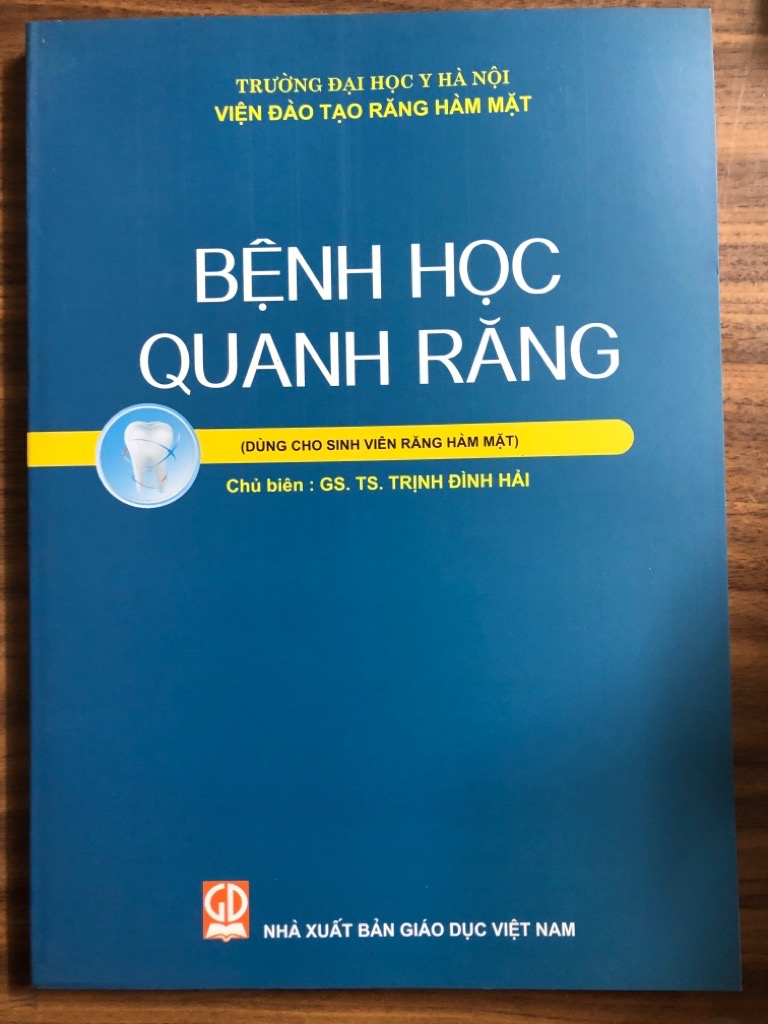 TRƯỜNG ĐẠI HỌC Y HÀ NỘI
VIỆN ĐÀO TẠO RĂNG HÀM MẶT
BỆNH HỌC
QUANH RĂNG
(DÙNG CHO SINH VIÊN RĂNG HÀM MẶT)
Chủ biên : GS. TS. TRỊNH ĐÌNH HẢI
GD
NHÀ XUẤT BẢN GIÁO DỤC VIỆT NAM